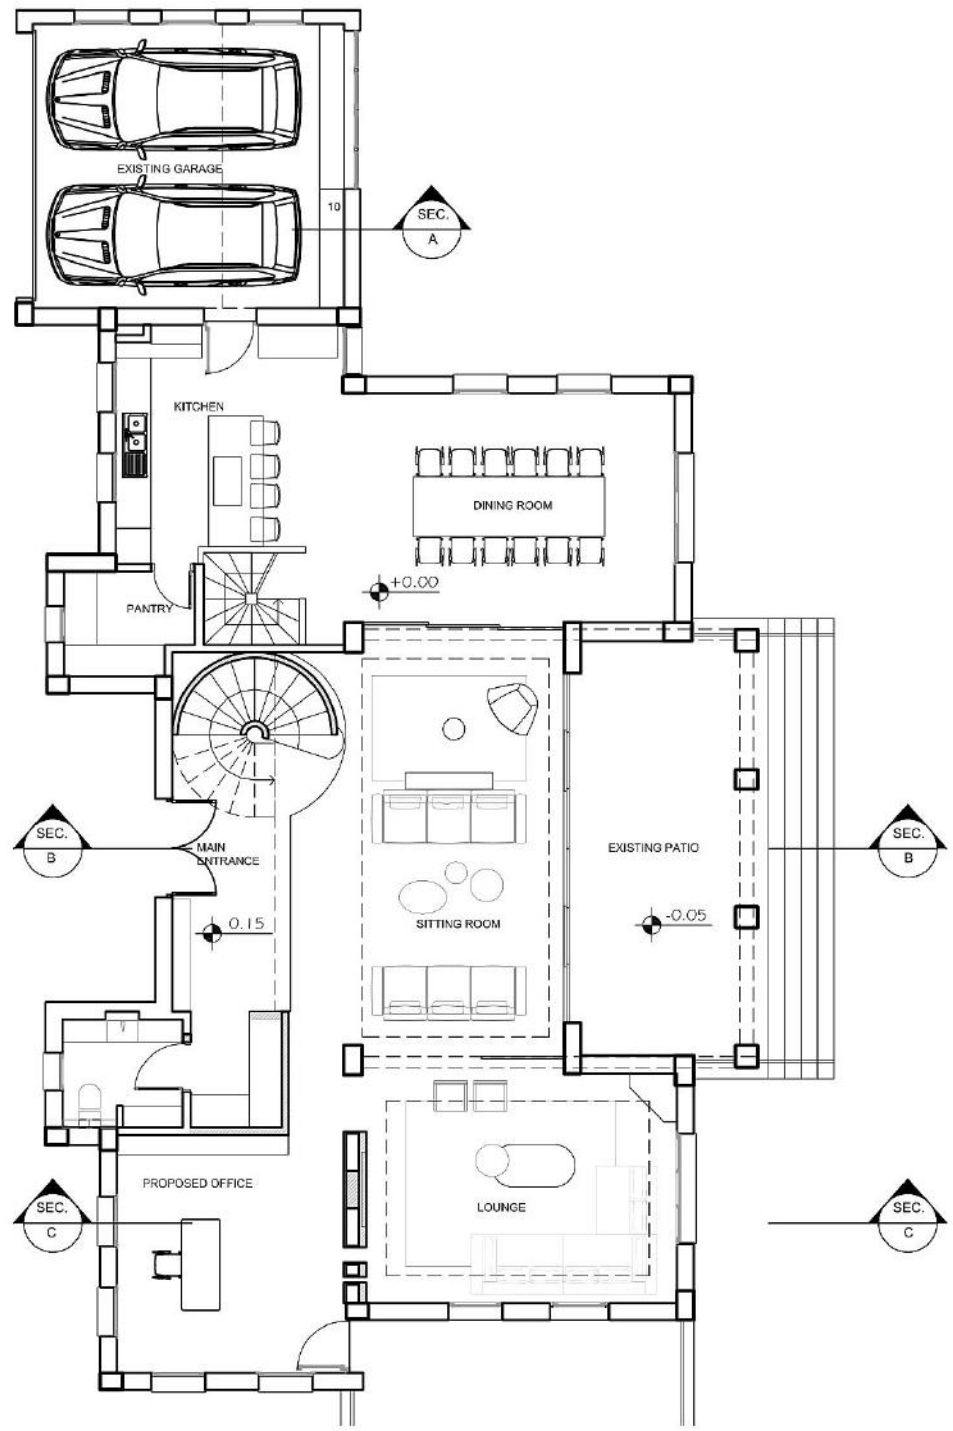 EXISTING GARAGE
10
SEC.
A
KITCHEN
DINING ROOM
+0.00
PANTRY
SEC.
B
MAIN
ENTRANCE
EXISTING PATIO
SEC.
B
0.15
SITTING ROOM
-0.05
PROPOSED OFFICE
LOUNGE
SEC.
C
SEC.
C